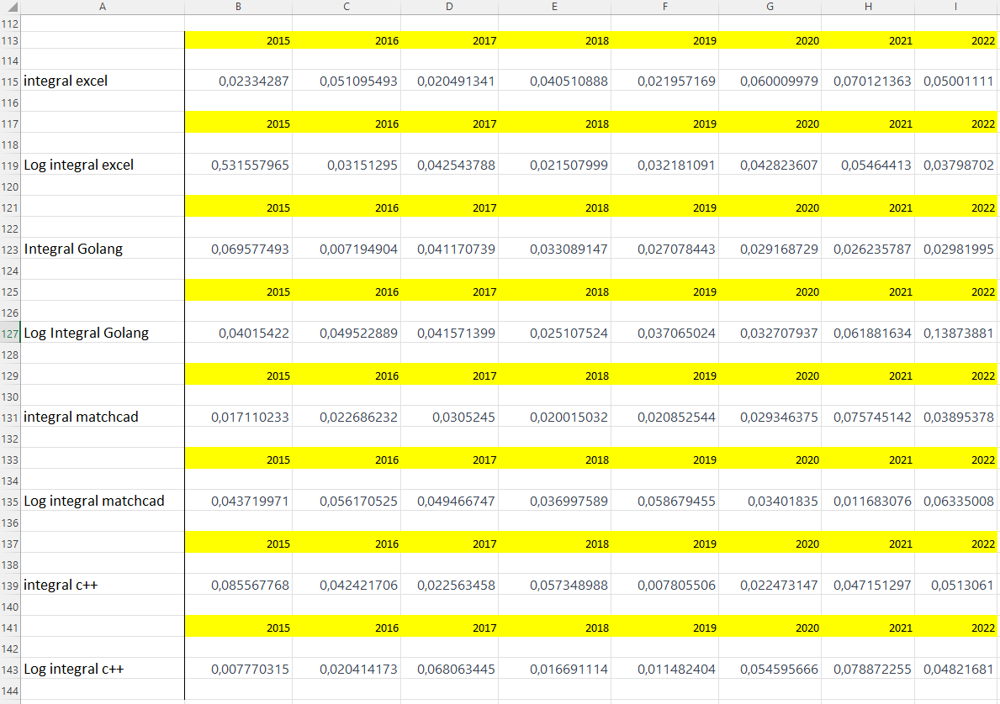 A B C D E F G H I
112
113 2015 2016 2017 2018 2019 2020 2021 2022
114
115 integral excel 0,02334287 0,051095493 0,020491341 0,040510888 0,021957169 0,060009979 0,070121363 0,05001111
116
117 2015 2016 2017 2018 2019 2020 2021 2022
118
119 Log integral excel 0,531557965 0,03151295 0,042543788 0,021507999 0,032181091 0,042823607 0,05464413 0,03798702
120
121 2015 2016 2017 2018 2019 2020 2021 2022
122
123 Integral Golang 0,069577493 0,007194904 0,041170739 0,033089147 0,027078443 0,029168729 0,026235787 0,02981995
124
125 2015 2016 2017 2018 2019 2020 2021 2022
126
127 Log Integral Golang 0,04015422 0,049522889 0,041571399 0,025107524 0,037065024 0,032707937 0,061881634 0,13873881
128
129 2015 2016 2017 2018 2019 2020 2021 2022
130
131 integral matchcad 0,017110233 0,022686232 0,0305245 0,020015032 0,020852544 0,029346375 0,075745142 0,03895378
132
133 2015 2016 2017 2018 2019 2020 2021 2022
134
135 Log integral matchcad 0,043719971 0,056170525 0,049466747 0,036997589 0,058679455 0,03401835 0,011683076 0,06335008
136
137 2015 2016 2017 2018 2019 2020 2021 2022
138
139 integral c++ 0,085567768 0,042421706 0,022563458 0,057348988 0,007805506 0,022473147 0,047151297 0,0513061
140
141 2015 2016 2017 2018 2019 2020 2021 2022
142
143 Log integral c++ 0,007770315 0,020414173 0,068063445 0,016691114 0,011482404 0,054595666 0,078872255 0,04821681
144